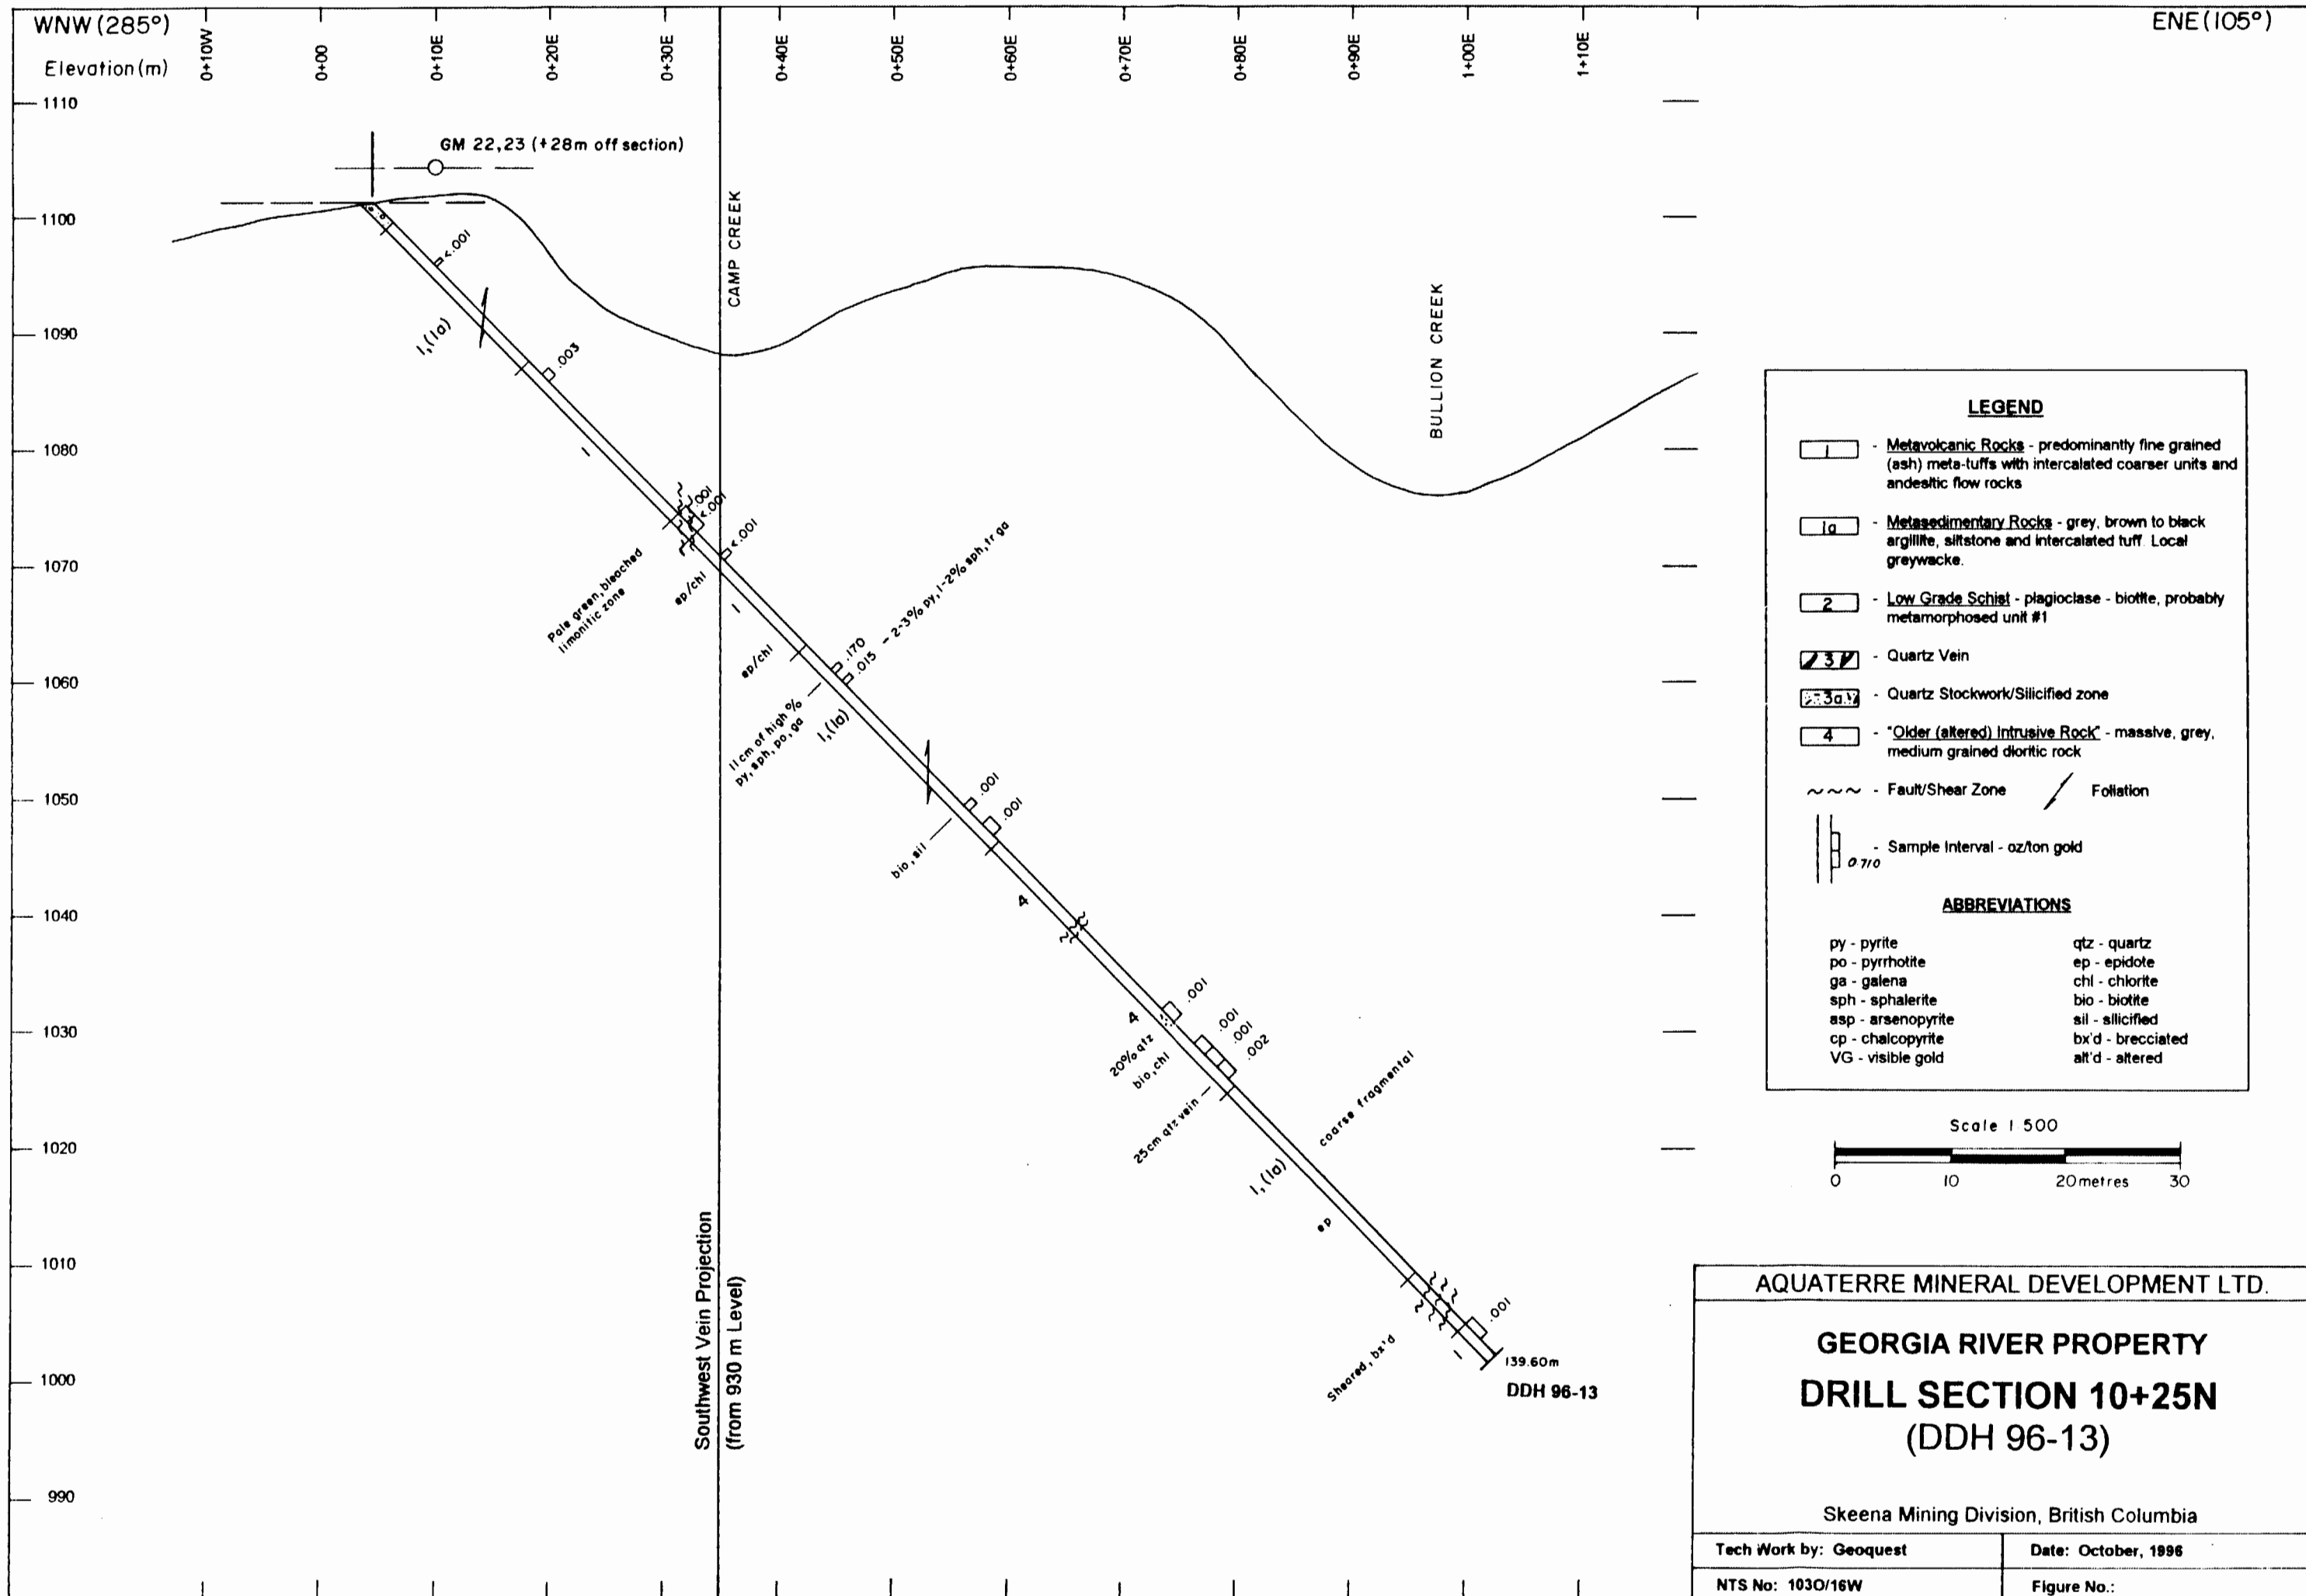 WNW (285°)
ENE (105°)
Elevation (m)
0+10W
0+00
0+10E
0+20E
0+30E
0+40E
0+50E
0+60E
0+70E
0+80E
0+90E
1+00E
1+10E
1110
1100
1090
1080
1070
1060
1050
1040
1030
1020
1010
1000
990
GM 22,23 (+28m off section)
CAMP CREEK
BULLION CREEK
<.001
1,(1a)
.003
1
.001
<.001
<.001
Pale green, bleached
limonitic zone
ep/chl
1
ep/chl
.170
.015 - 2-3% py, 1-2% sph, tr ga
11cm of high %
py, sph, po, ga
1,(1a)
.001
.001
bio, sil
4
.001
4
20% qtz
bio, chl
.001
.001
.002
25cm qtz vein
coarse fragmental
1,(1a)
ep
Sheared, bx'd
.001
1
139.60m
DDH 96-13
Southwest Vein Projection
(from 930 m Level)
LEGEND
1 - Metavolcanic Rocks - predominantly fine grained
(ash) meta-tuffs with intercalated coarser units and
andesitic flow rocks
1a - Metasedimentary Rocks - grey, brown to black
argillite, siltstone and intercalated tuff. Local
greywacke.
2 - Low Grade Schist - plagioclase - biotite, probably
metamorphosed unit #1
3 - Quartz Vein
3a - Quartz Stockwork/Silicified zone
4 - "Older (altered) Intrusive Rock" - massive, grey,
medium grained dioritic rock
~~~~ - Fault/Shear Zone Foliation
0.710 - Sample Interval - oz/ton gold
ABBREVIATIONS
py - pyrite qtz - quartz
po - pyrrhotite ep - epidote
ga - galena chl - chlorite
sph - sphalerite bio - biotite
asp - arsenopyrite sil - silicified
cp - chalcopyrite bx'd - brecciated
VG - visible gold alt'd - altered
Scale 1 500
0 10 20 metres 30
AQUATERRE MINERAL DEVELOPMENT LTD.
GEORGIA RIVER PROPERTY
DRILL SECTION 10+25N
(DDH 96-13)
Skeena Mining Division, British Columbia
Tech Work by: Geoquest Date: October, 1996
NTS No: 103O/16W Figure No.: